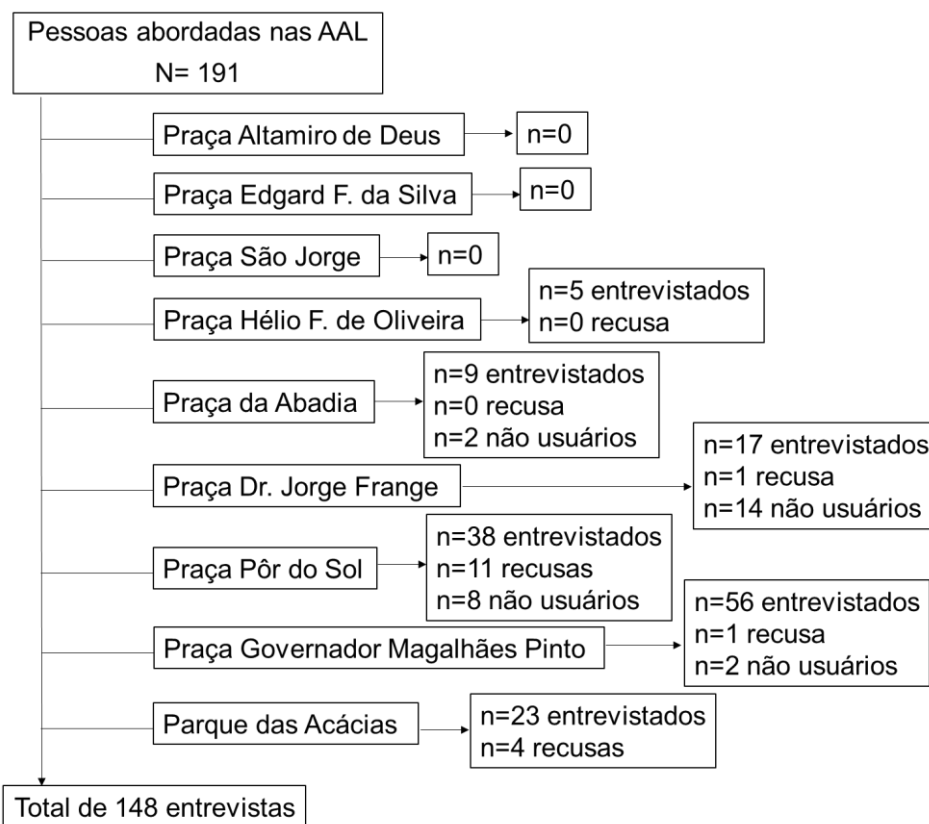 Pessoas abordadas nas AAL
N= 191
Praça Altamiro de Deus
n=0
Praça Edgard F. da Silva
n=0
Praça São Jorge
n=0
Praça Hélio F. de Oliveira
n=5 entrevistados
n=0 recusa
Praça da Abadia
n=9 entrevistados
n=0 recusa
n=2 não usuários
Praça Dr. Jorge Frange
n=17 entrevistados
n=1 recusa
n=14 não usuários
Praça Pôr do Sol
n=38 entrevistados
n=11 recusas
n=8 não usuários
Praça Governador Magalhães Pinto
n=56 entrevistados
n=1 recusa
n=2 não usuários
Parque das Acácias
n=23 entrevistados
n=4 recusas
Total de 148 entrevistas